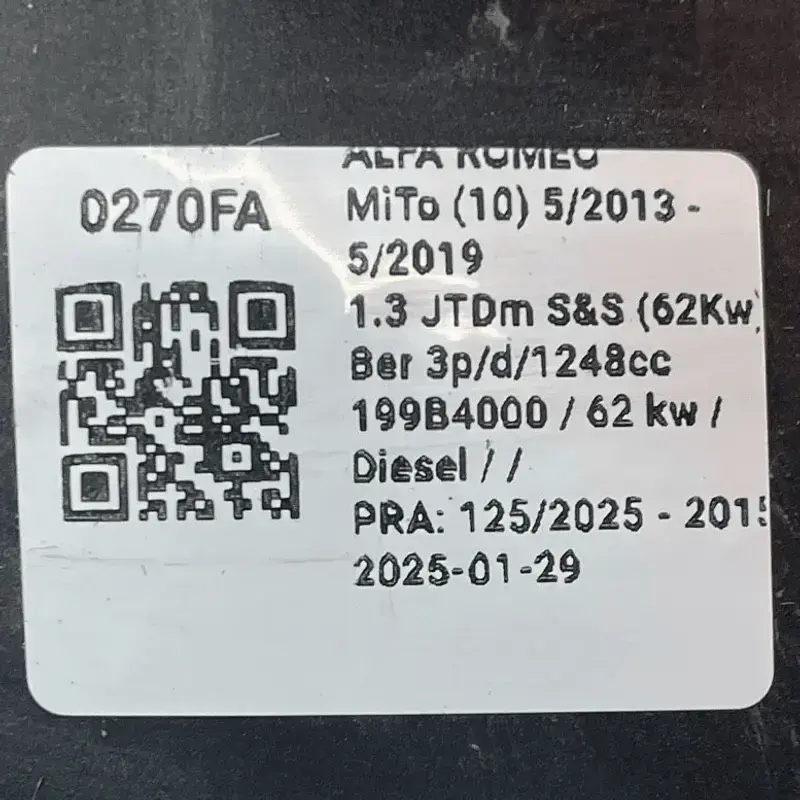 0270FA
ALFA ROMEO
MiTo (10) 5/2013 -
5/2019
1.3 JTDm S&S (62Kw)
Ber 3p/d/1248cc
199B4000 / 62 kw /
Diesel / /
PRA: 125/2025 - 2015
2025-01-29